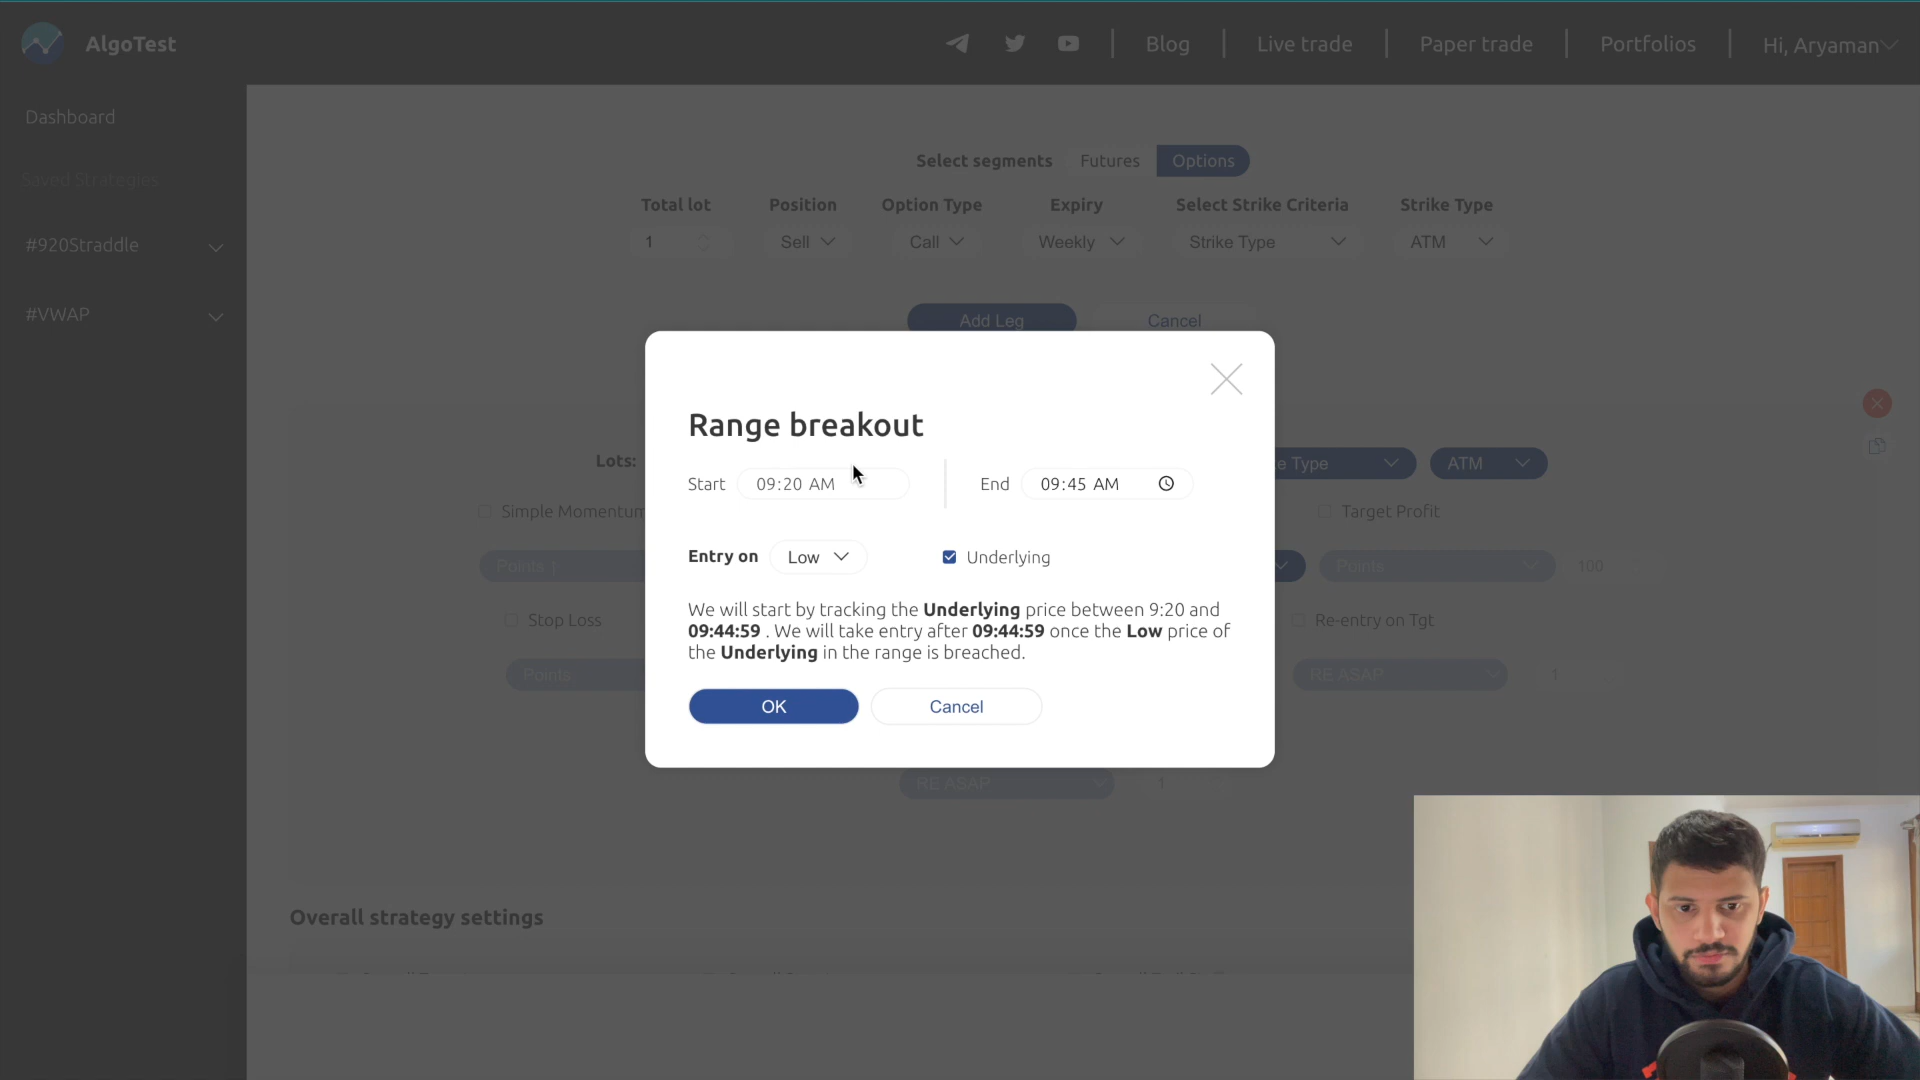 AlgoTest
Blog
Live trade
Paper trade
Portfolios
Hi, Aryaman
Dashboard
Saved Strategies
#920Straddle
#VWAP
Select segments Futures Options
Total lot Position Option Type Expiry Select Strike Criteria Strike Type
1 Sell Call Weekly Strike Type ATM
Add Leg Cancel
Range breakout
Start 09:20 AM End 09:45 AM
Entry on Low Underlying
We will start by tracking the Underlying price between 9:20 and
09:44:59 . We will take entry after 09:44:59 once the Low price of
the Underlying in the range is breached.
OK Cancel
Lots: Type ATM
Simple Momentum Target Profit
Points ↑ Points 100
Stop Loss Re-entry on Tgt
Points RE ASAP 1
RE ASAP 1
Overall strategy settings